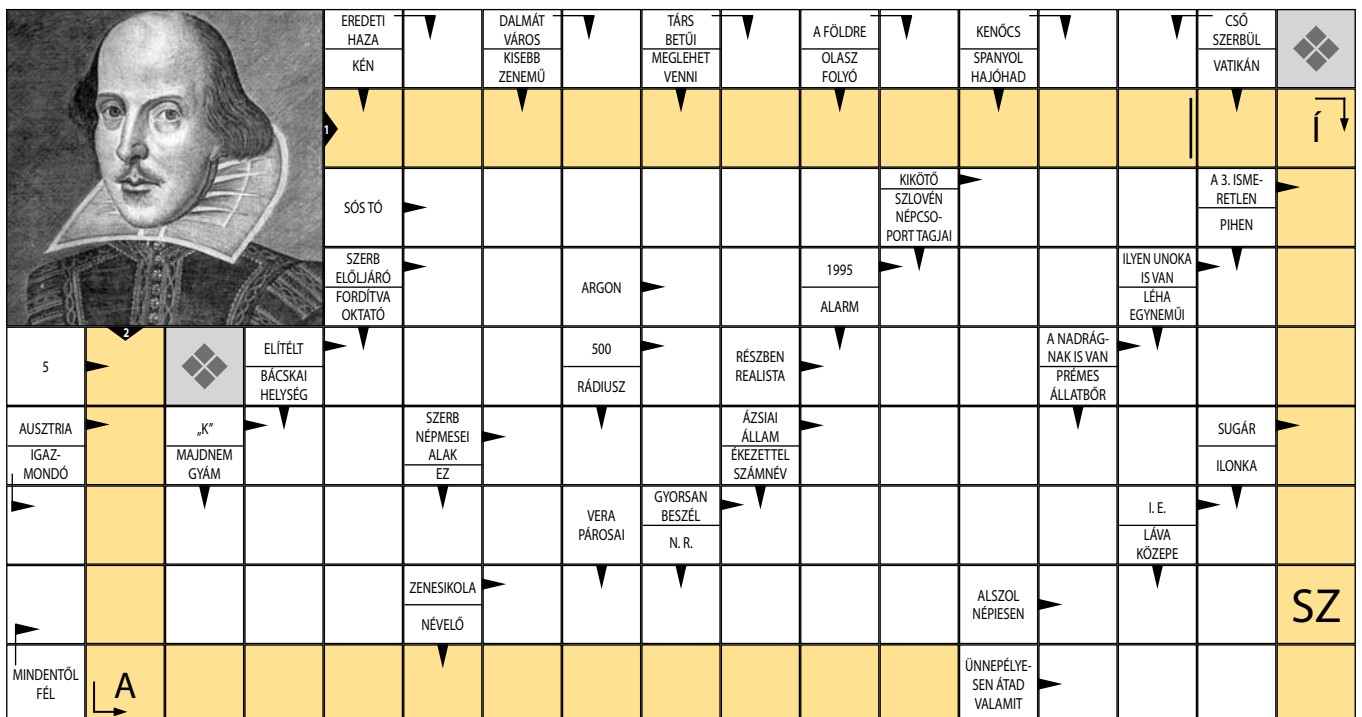 EREDETI
HAZA
KÉN
DALMÁT
VÁROS
KISEBB
ZENEMŰ
TÁRS
BETŰI
MEGLEHET
VENNI
A FÖLDRE
OLASZ
FOLYÓ
KENŐCS
SPANYOL
HAJÓHAD
CSŐ
SZERBÜL
VATIKÁN
1
Í
SÓS TÓ
KIKÖTŐ
SZLOVÉN
NÉPCSO-
PORT TAGJAI
A 3. ISME-
RETLEN
PIHEN
SZERB
ELŐLJÁRÓ
FORDÍTVA
OKTATÓ
ARGON
1995
ALARM
ILYEN UNOKA
IS VAN
LÉHA
EGYNEMŰI
5
2
ELÍTÉLT
BÁCSKAI
HELYSÉG
500
RÁDIUSZ
RÉSZBEN
REALISTA
A NADRÁG-
NAK IS VAN
PRÉMES
ÁLLATBŐR
AUSZTRIA
IGAZ-
MONDÓ
„K”
MAJDNEM
GYÁM
SZERB
NÉPMESEI
ALAK
EZ
ÁZSIAI
ÁLLAM
ÉKEZETTEL
SZÁMNÉV
SUGÁR
ILONKA
VERA
PÁROSAI
GYORSAN
BESZÉL
N. R.
I. E.
LÁVA
KÖZEPE
ZENESIKOLA
NÉVELŐ
ALSZOL
NÉPIESEN
SZ
MINDENTŐL
FÉL
A
ÜNNEPÉLYE-
SEN ÁTAD
VALAMIT